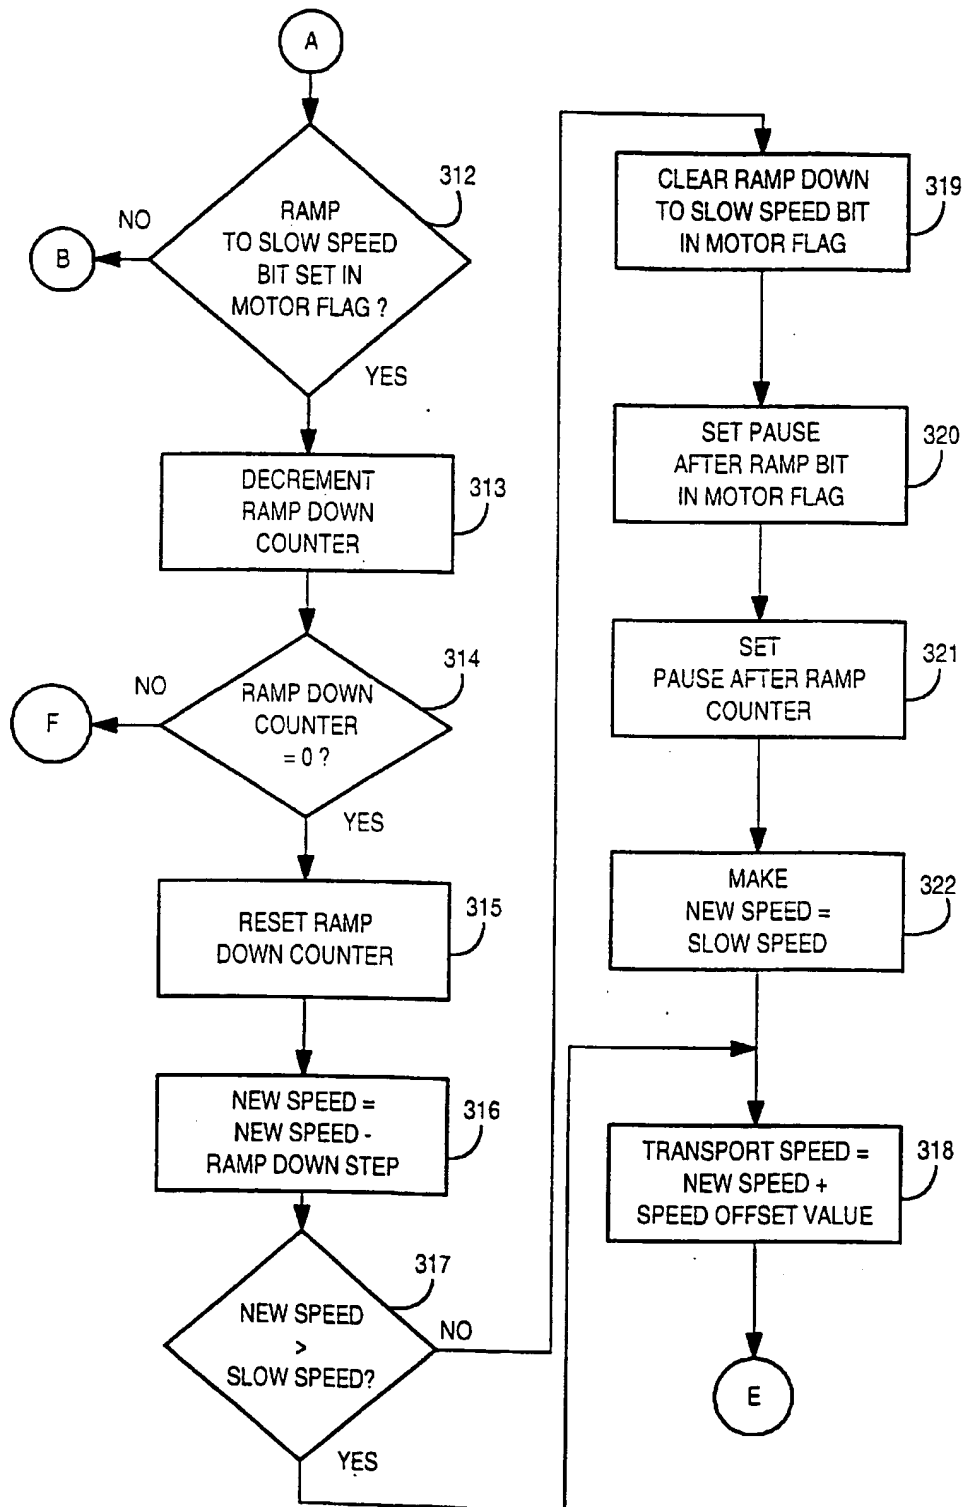 A
312
RAMP
TO SLOW SPEED
BIT SET IN
MOTOR FLAG ?
NO
B
YES
DECREMENT
RAMP DOWN
COUNTER
313
RAMP DOWN
COUNTER
= 0 ?
314
NO
F
YES
RESET RAMP
DOWN COUNTER
315
NEW SPEED =
NEW SPEED -
RAMP DOWN STEP
316
NEW SPEED
>
SLOW SPEED?
317
NO
YES
CLEAR RAMP DOWN
TO SLOW SPEED BIT
IN MOTOR FLAG
319
SET PAUSE
AFTER RAMP BIT
IN MOTOR FLAG
320
SET
PAUSE AFTER RAMP
COUNTER
321
MAKE
NEW SPEED =
SLOW SPEED
322
TRANSPORT SPEED =
NEW SPEED +
SPEED OFFSET VALUE
318
E